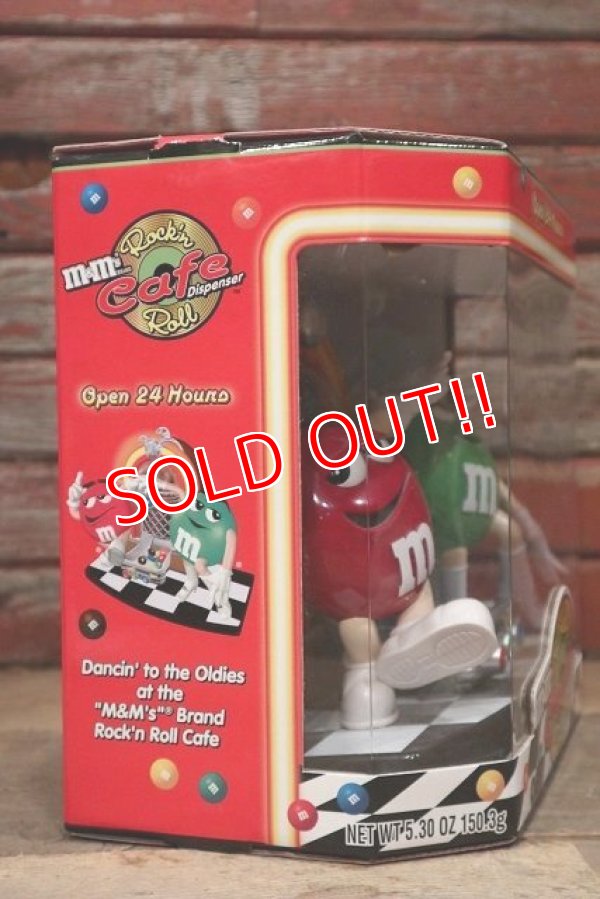 Rock'n
m&m's
Cafe
Dispenser
Roll
Open 24 Hours
SOLD OUT!!
m
m
m
m
Dancin' to the Oldies
at the
"M&M's"® Brand
Rock'n Roll Cafe
NET WT 5.30 OZ 150.3g